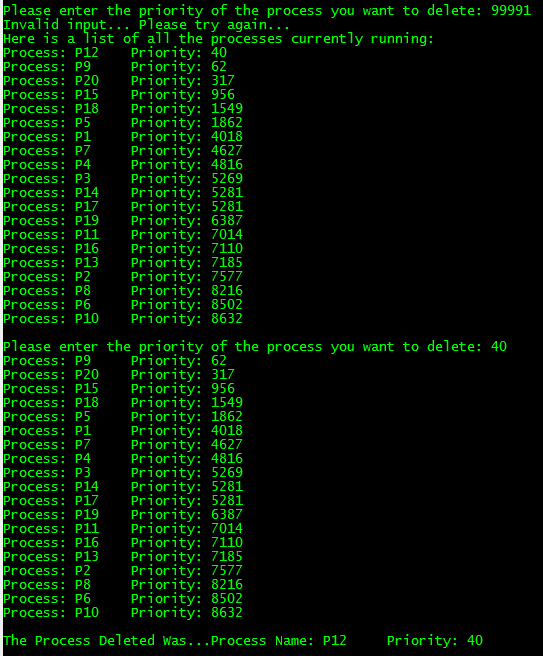 Please enter the priority of the process you want to delete: 99991
Invalid input... Please try again...
Here is a list of all the processes currently running:
Process: P12    Priority: 40
Process: P9     Priority: 62
Process: P20    Priority: 317
Process: P15    Priority: 956
Process: P18    Priority: 1549
Process: P5     Priority: 1862
Process: P1     Priority: 4018
Process: P7     Priority: 4627
Process: P4     Priority: 4816
Process: P3     Priority: 5269
Process: P14    Priority: 5281
Process: P17    Priority: 5281
Process: P19    Priority: 6387
Process: P11    Priority: 7014
Process: P16    Priority: 7110
Process: P13    Priority: 7185
Process: P2     Priority: 7577
Process: P8     Priority: 8216
Process: P6     Priority: 8502
Process: P10    Priority: 8632
Please enter the priority of the process you want to delete: 40
Process: P9     Priority: 62
Process: P20    Priority: 317
Process: P15    Priority: 956
Process: P18    Priority: 1549
Process: P5     Priority: 1862
Process: P1     Priority: 4018
Process: P7     Priority: 4627
Process: P4     Priority: 4816
Process: P3     Priority: 5269
Process: P14    Priority: 5281
Process: P17    Priority: 5281
Process: P19    Priority: 6387
Process: P11    Priority: 7014
Process: P16    Priority: 7110
Process: P13    Priority: 7185
Process: P2     Priority: 7577
Process: P8     Priority: 8216
Process: P6     Priority: 8502
Process: P10    Priority: 8632
The Process Deleted Was...Process Name: P12     Priority: 40